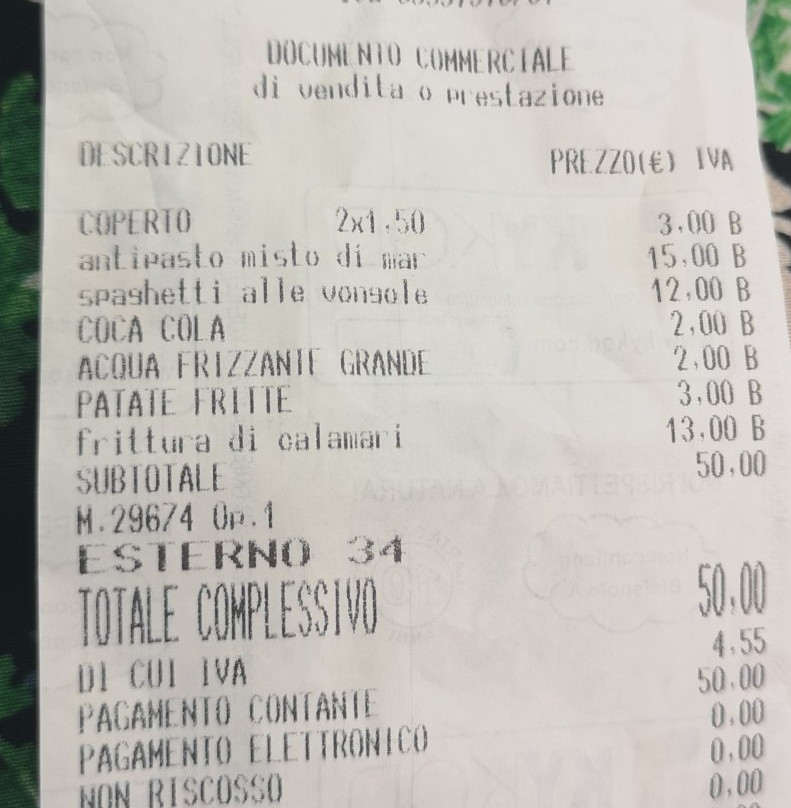 DOCUMENTO COMMERCIALE
di vendita o prestazione
DESCRIZIONE PREZZO(€) IVA
COPERTO 2x1,50 3,00 B
antipasto misto di mar 15,00 B
spaghetti alle vongole 12,00 B
COCA COLA 2,00 B
ACQUA FRIZZANTE GRANDE 2,00 B
PATATE FRITTE 3,00 B
frittura di calamari 13,00 B
SUBTOTALE 50,00
M.29674 Op.1
ESTERNO 34
TOTALE COMPLESSIVO 50,00
DI CUI IVA 4,55
PAGAMENTO CONTANTE 50,00
PAGAMENTO ELETTRONICO 0,00
NON RISCOSSO 0,00
0,00